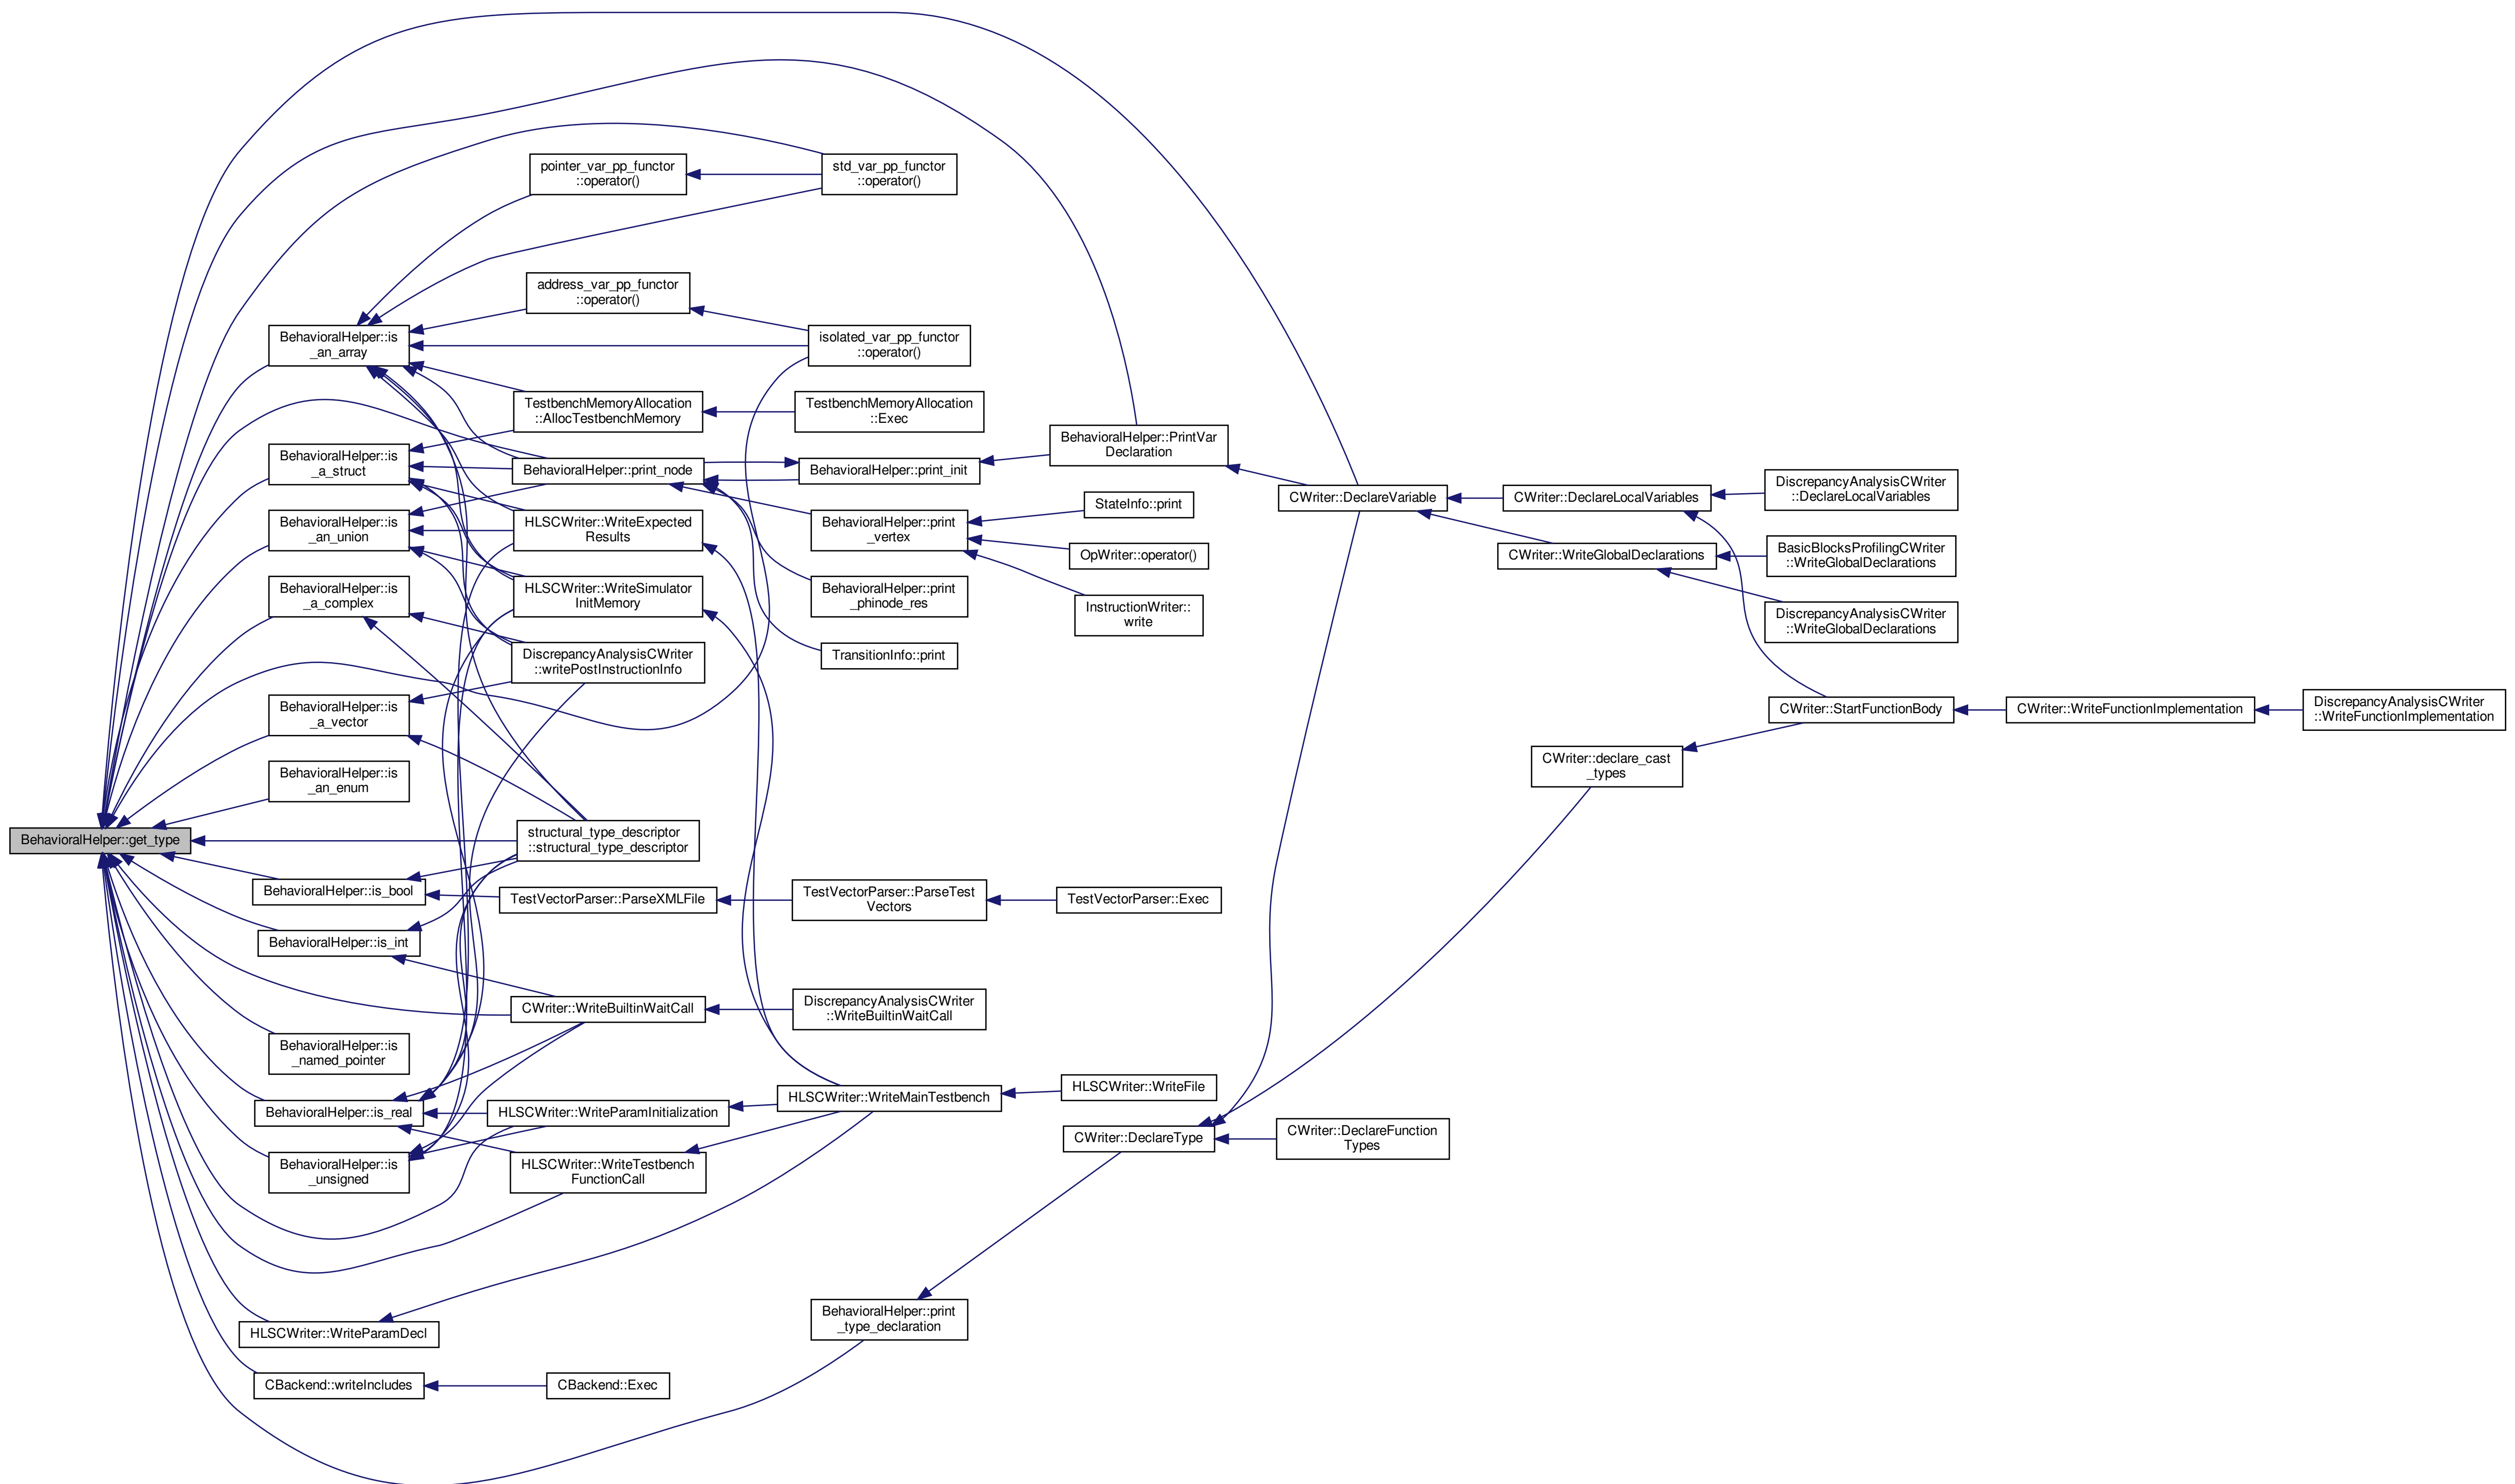 pointer_var_pp_functor
::operator()
std_var_pp_functor
::operator()
address_var_pp_functor
::operator()
BehavioralHelper::is
_an_array
isolated_var_pp_functor
::operator()
TestbenchMemoryAllocation
::AllocTestbenchMemory
TestbenchMemoryAllocation
::Exec
BehavioralHelper::is
_a_struct
BehavioralHelper::print_node
BehavioralHelper::print_init
BehavioralHelper::PrintVar
Declaration
CWriter::DeclareVariable
CWriter::DeclareLocalVariables
DiscrepancyAnalysisCWriter
::DeclareLocalVariables
BehavioralHelper::is
_an_union
HLSCWriter::WriteExpected
Results
BehavioralHelper::print
_vertex
StateInfo::print
OpWriter::operator()
CWriter::WriteGlobalDeclarations
BasicBlocksProfilingCWriter
::WriteGlobalDeclarations
BehavioralHelper::is
_a_complex
HLSCWriter::WriteSimulator
InitMemory
BehavioralHelper::print
_phinode_res
InstructionWriter::
write
DiscrepancyAnalysisCWriter
::WriteGlobalDeclarations
DiscrepancyAnalysisCWriter
::writePostInstructionInfo
TransitionInfo::print
BehavioralHelper::is
_a_vector
CWriter::StartFunctionBody
CWriter::WriteFunctionImplementation
DiscrepancyAnalysisCWriter
::WriteFunctionImplementation
BehavioralHelper::is
_an_enum
CWriter::declare_cast
_types
BehavioralHelper::get_type
structural_type_descriptor
::structural_type_descriptor
BehavioralHelper::is_bool
TestVectorParser::ParseXMLFile
TestVectorParser::ParseTest
Vectors
TestVectorParser::Exec
BehavioralHelper::is_int
CWriter::WriteBuiltinWaitCall
DiscrepancyAnalysisCWriter
::WriteBuiltinWaitCall
BehavioralHelper::is
_named_pointer
BehavioralHelper::is_real
HLSCWriter::WriteParamInitialization
HLSCWriter::WriteMainTestbench
HLSCWriter::WriteFile
BehavioralHelper::is
_unsigned
HLSCWriter::WriteTestbench
FunctionCall
CWriter::DeclareType
CWriter::DeclareFunction
Types
HLSCWriter::WriteParamDecl
BehavioralHelper::print
_type_declaration
CBackend::writeIncludes
CBackend::Exec